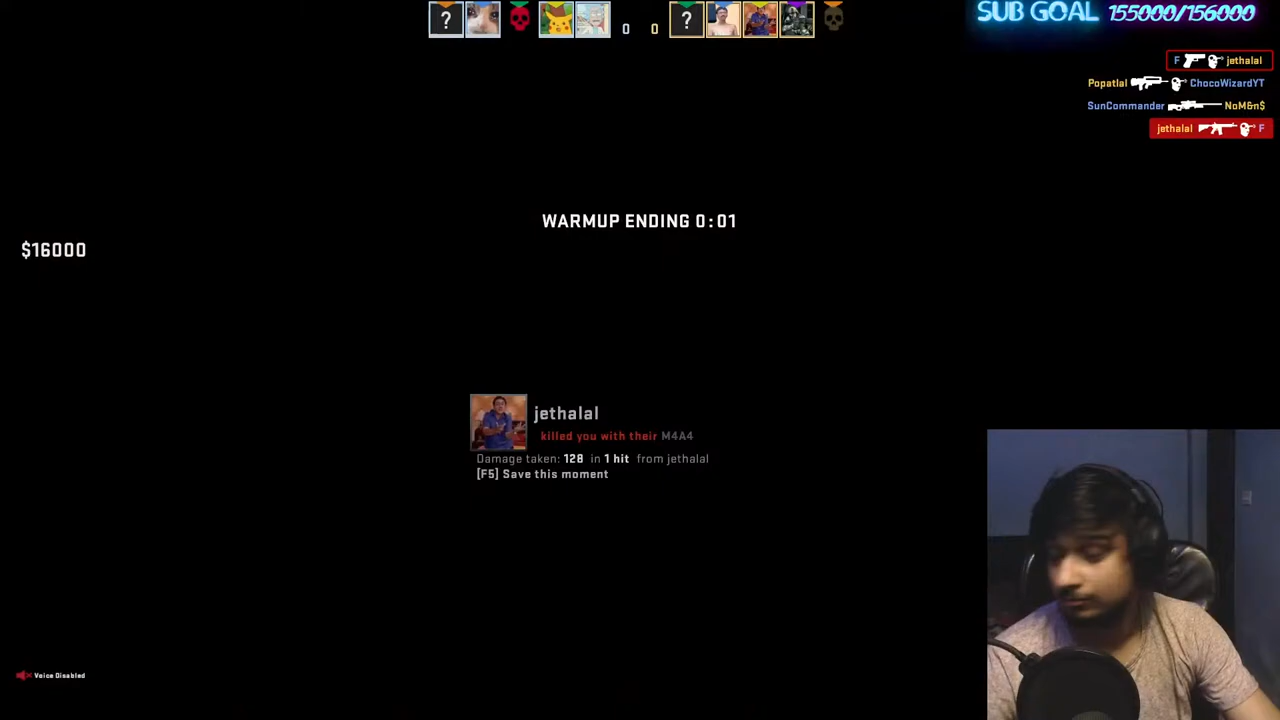 ? ? SUB GOAL 155000/156000
0 0
F jethalal
Popatlal ChocoWizardYT
SunCommander NoM&n$
jethalal F
WARMUP ENDING 0:01
$16000
jethalal
killed you with their M4A4
Damage taken: 128 in 1 hit from jethalal
[F5] Save this moment
Voice Disabled